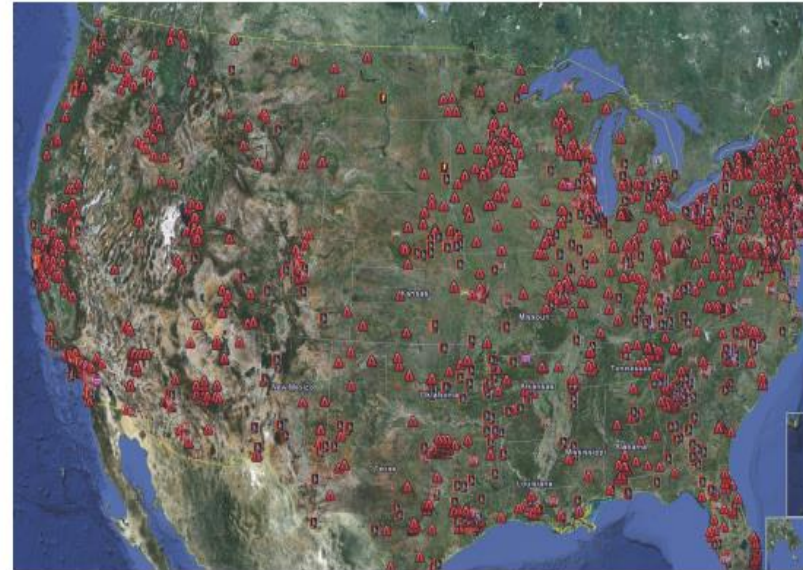 Kansas
Missouri
Tennessee
New Mexico
Oklahoma
Arkansas
Mississippi
Alabama
Texas
Louisiana